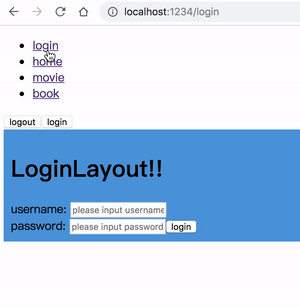 localhost:1234/login
login
home
movie
book
logout login
LoginLayout!!
username: please input username
password: please input password login